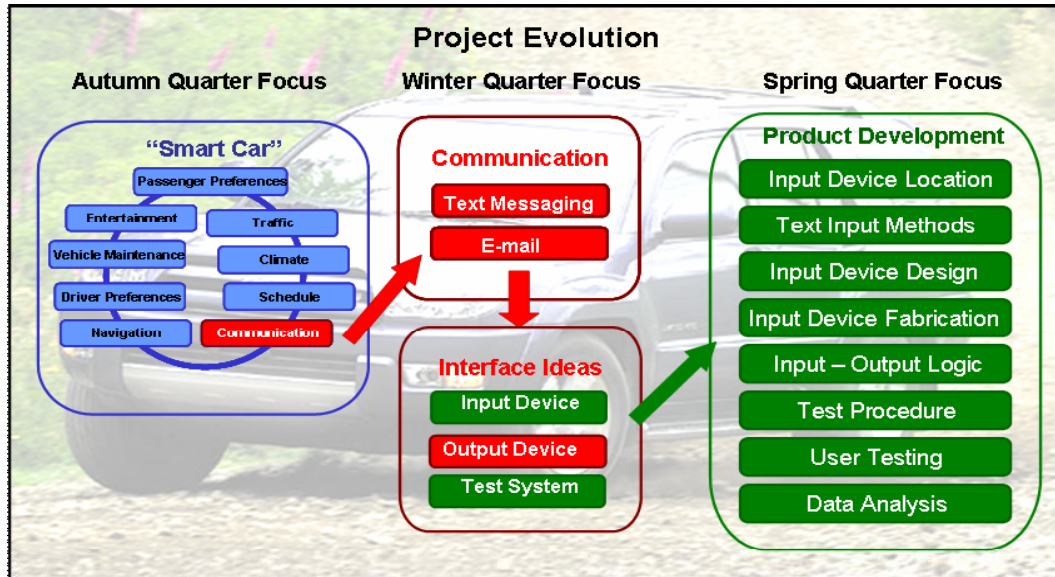 Project Evolution
Autumn Quarter Focus
Winter Quarter Focus
Spring Quarter Focus
“Smart Car”
Passenger Preferences
Entertainment
Traffic
Vehicle Maintenance
Climate
Driver Preferences
Schedule
Navigation
Communication
Communication
Text Messaging
E-mail
Interface Ideas
Input Device
Output Device
Test System
Product Development
Input Device Location
Text Input Methods
Input Device Design
Input Device Fabrication
Input – Output Logic
Test Procedure
User Testing
Data Analysis